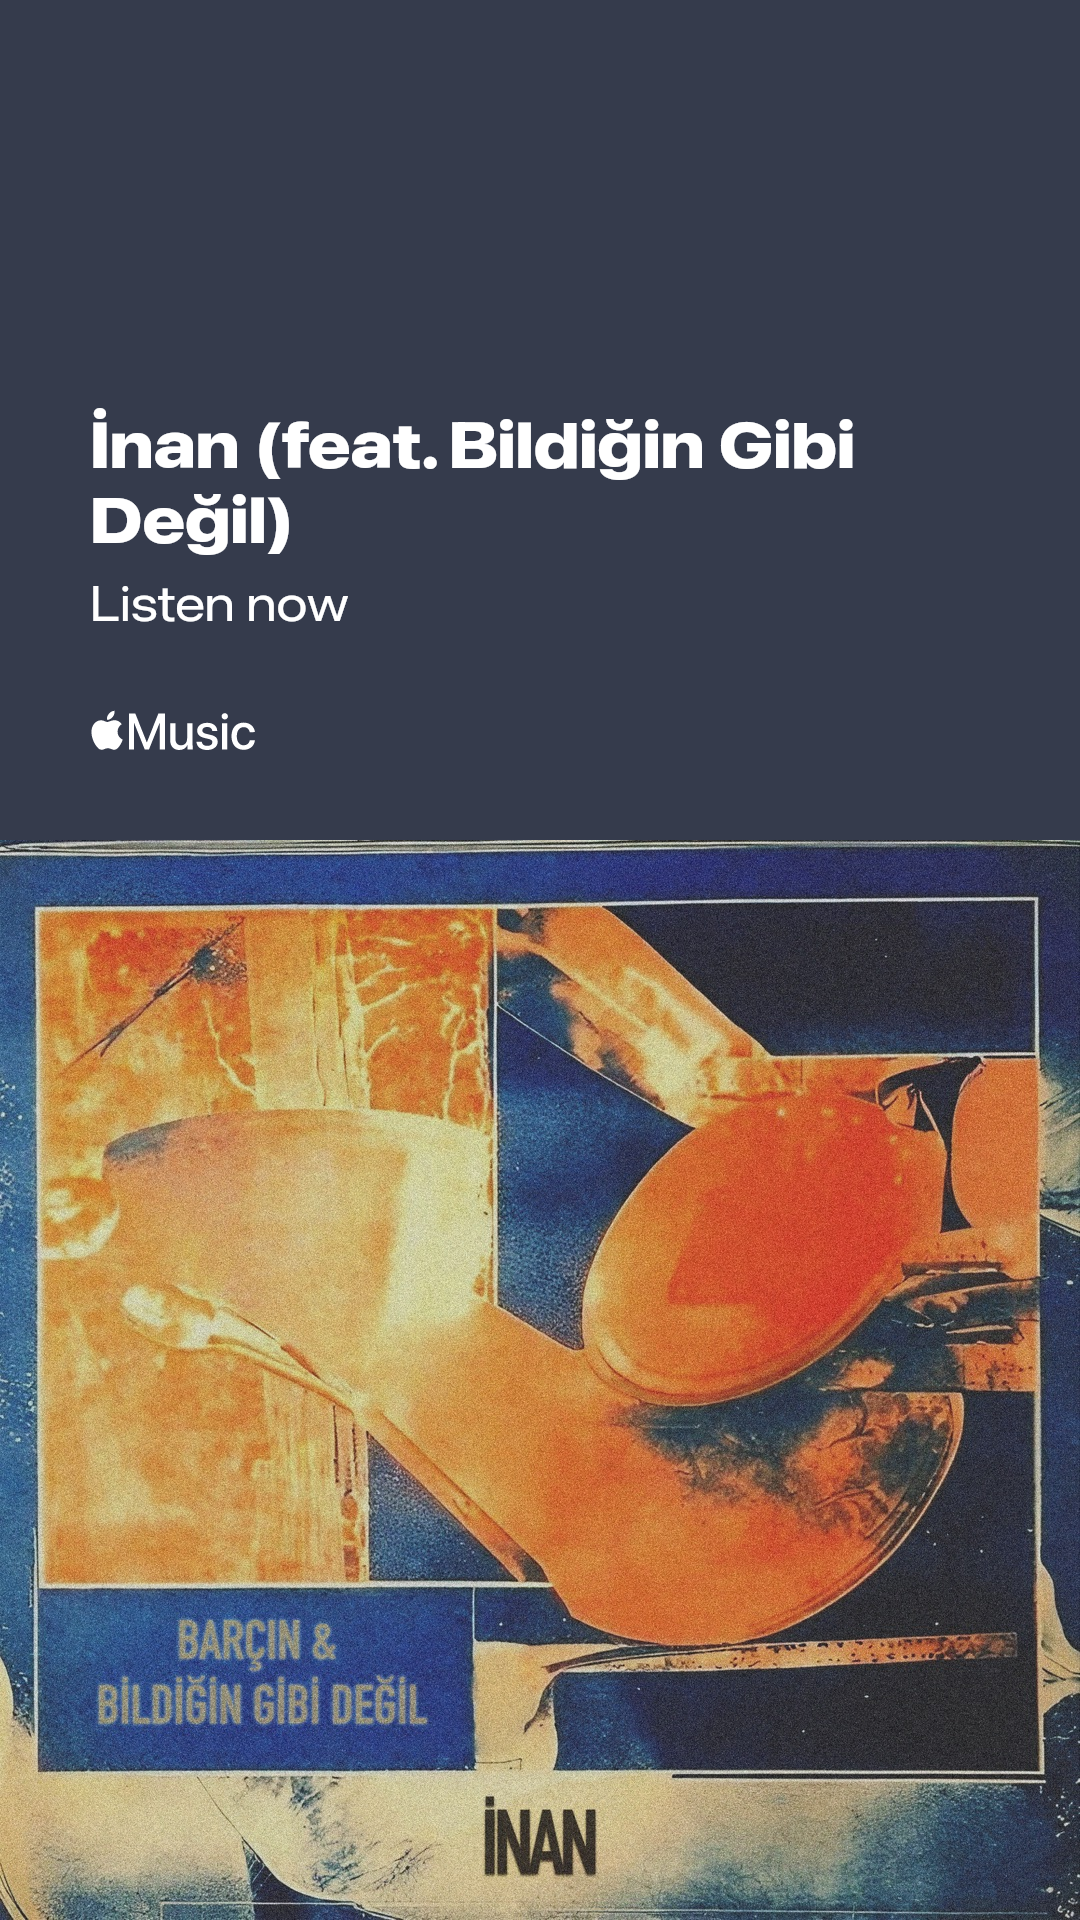 İnan (feat. Bildiğin Gibi
Değil)
Listen now
Music
BARÇIN &
BİLDİĞİN GİBİ DEĞİL
İNAN